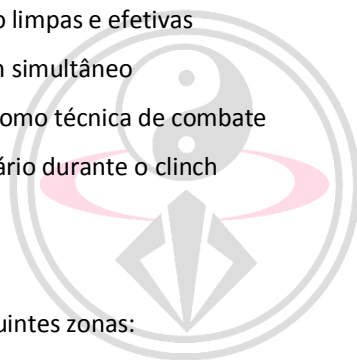 o limpas e efetivas
simultâneo
omo técnica de combate
ário durante o clinch
uintes zonas: